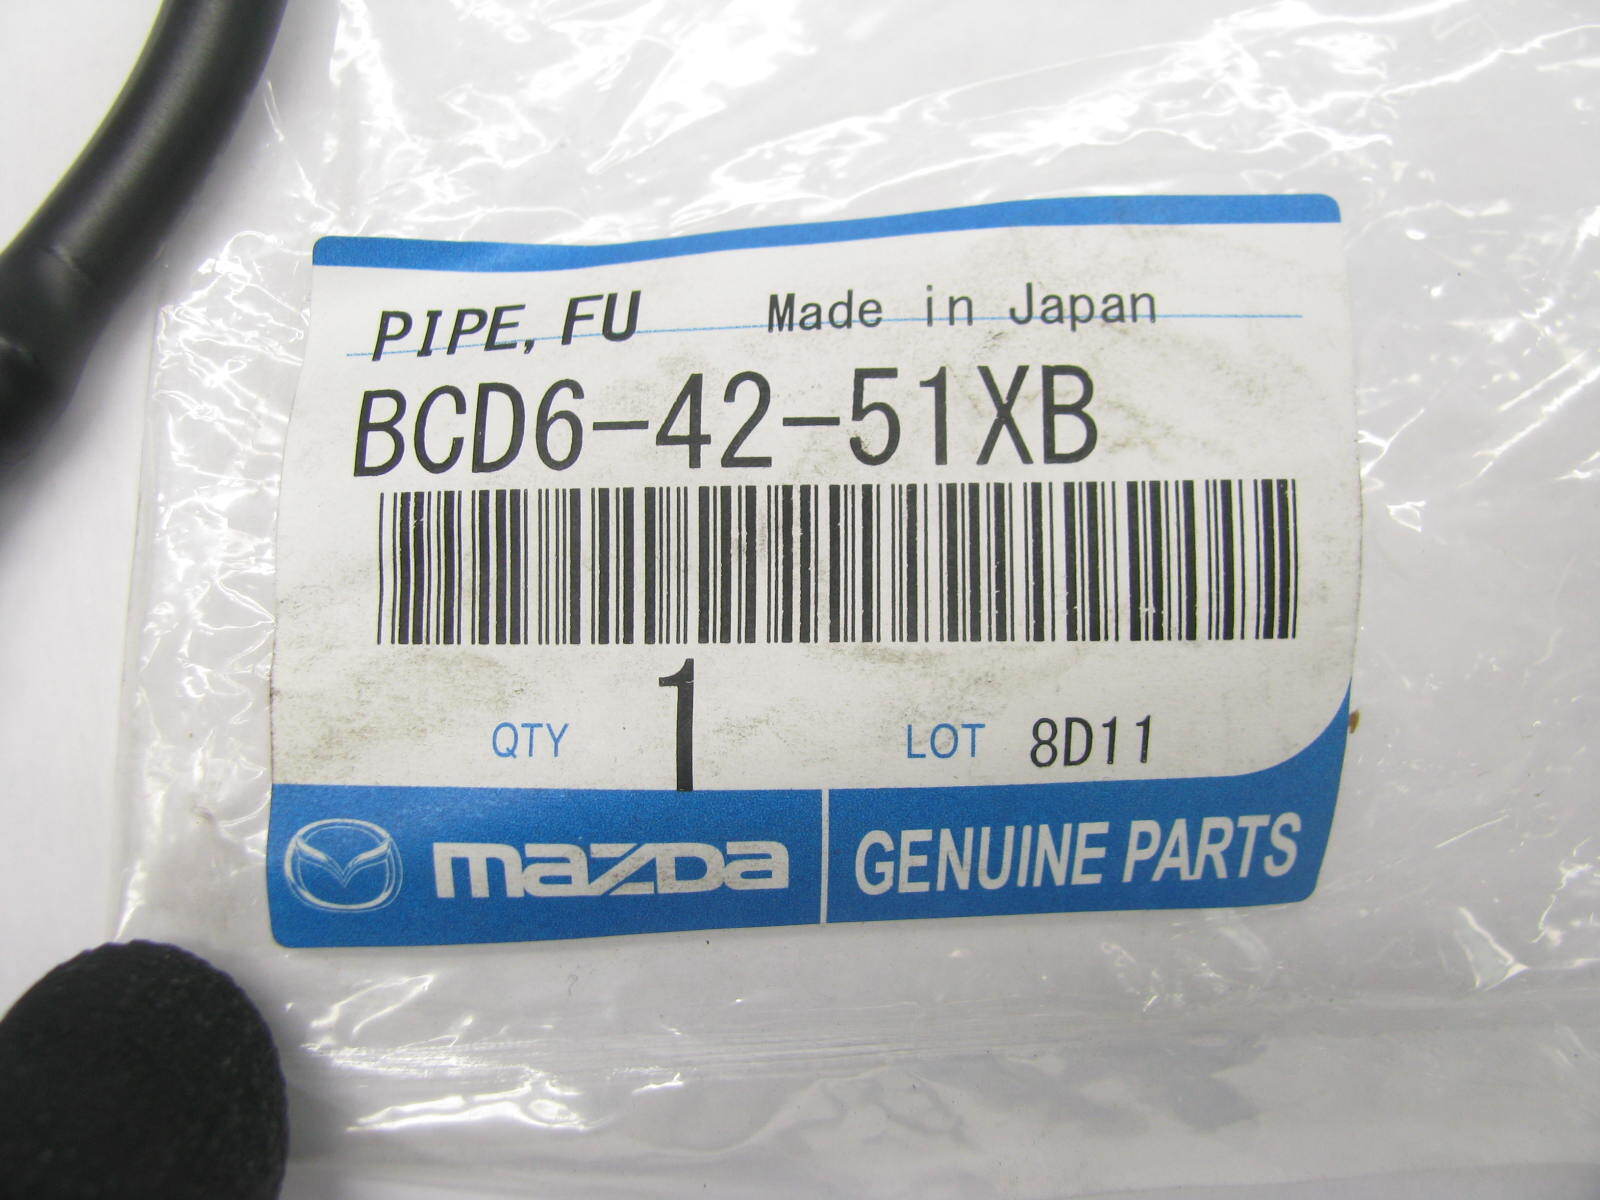 PIPE, FU Made in Japan
BCD6-42-51XB
QTY 1 LOT 8D11
mazda GENUINE PARTS